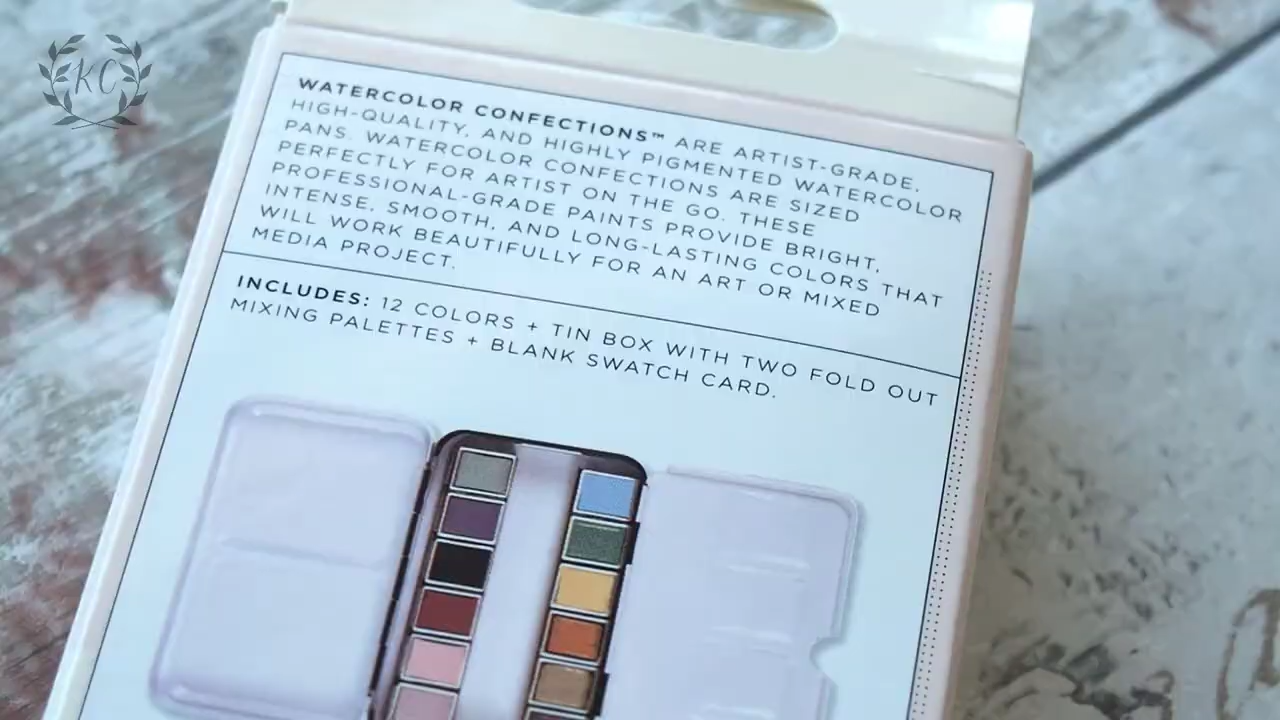 KC
WATERCOLOR CONFECTIONS™ ARE ARTIST-GRADE,
HIGH-QUALITY, AND HIGHLY PIGMENTED WATERCOLOR
PANS. WATERCOLOR CONFECTIONS ARE SIZED
PERFECTLY FOR ARTIST ON THE GO. THESE
PROFESSIONAL-GRADE PAINTS PROVIDE BRIGHT,
INTENSE, SMOOTH, AND LONG-LASTING COLORS THAT
WILL WORK BEAUTIFULLY FOR AN ART OR MIXED
MEDIA PROJECT.
INCLUDES: 12 COLORS + TIN BOX WITH TWO FOLD OUT
MIXING PALETTES + BLANK SWATCH CARD.